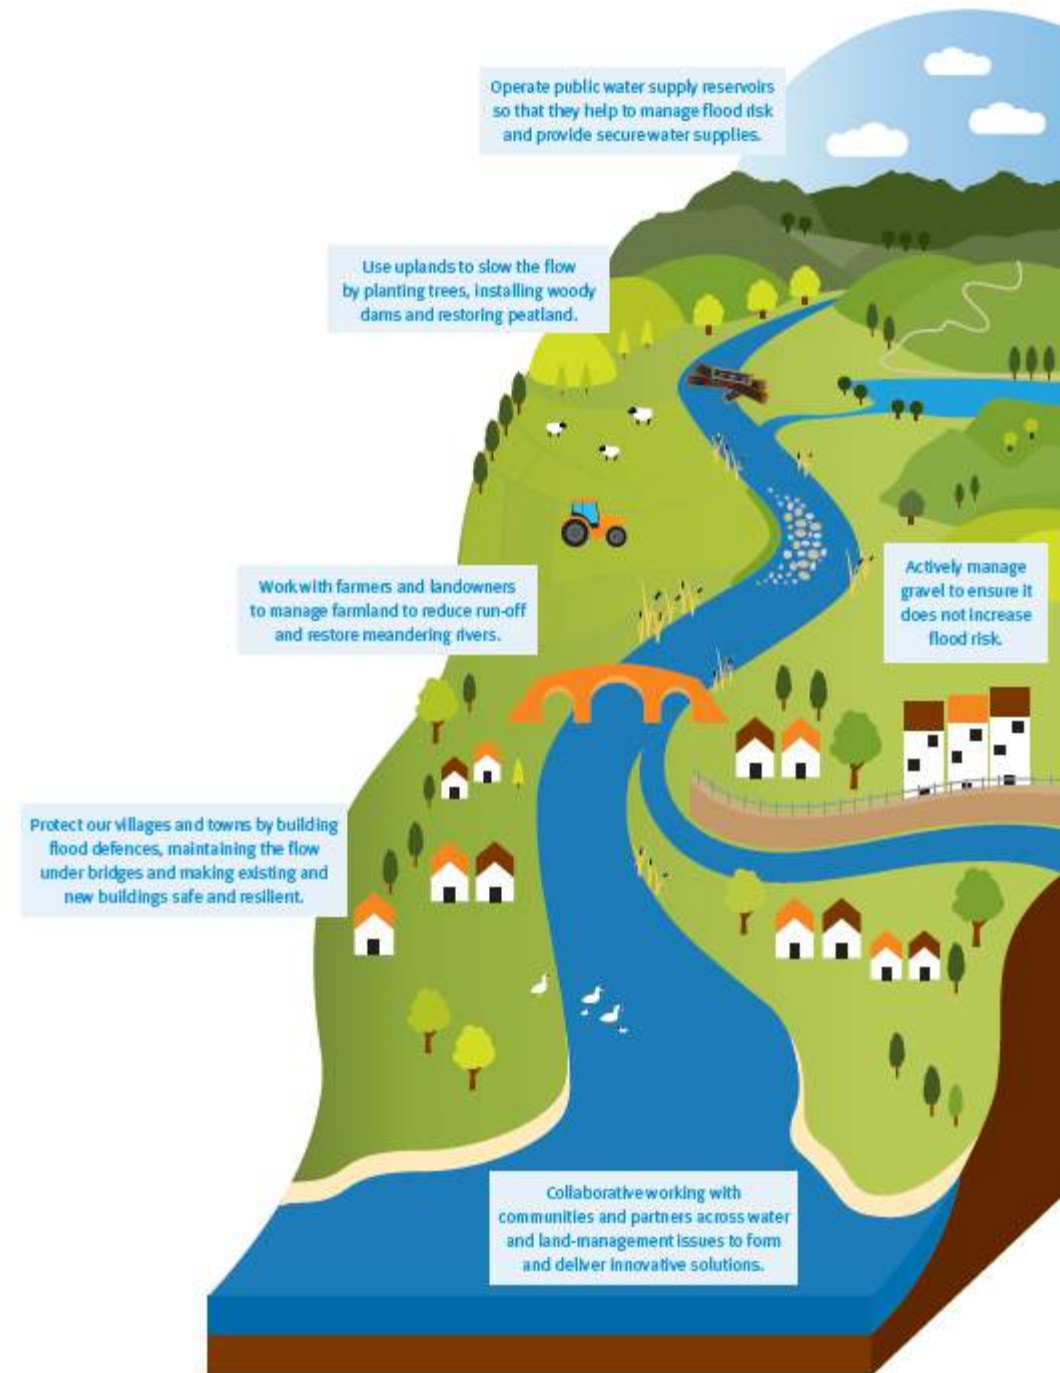 Operate public water supply reservoirs
so that they help to manage flood risk
and provide secure water supplies.
Use uplands to slow the flow
by planting trees, installing woody
dams and restoring peatland.
Work with farmers and landowners
to manage farmland to reduce run-off
and restore meandering rivers.
Actively manage
gravel to ensure it
does not increase
flood risk.
Protect our villages and towns by building
flood defences, maintaining the flow
under bridges and making existing and
new buildings safe and resilient.
Collaborative working with
communities and partners across water
and land-management issues to form
and deliver innovative solutions.